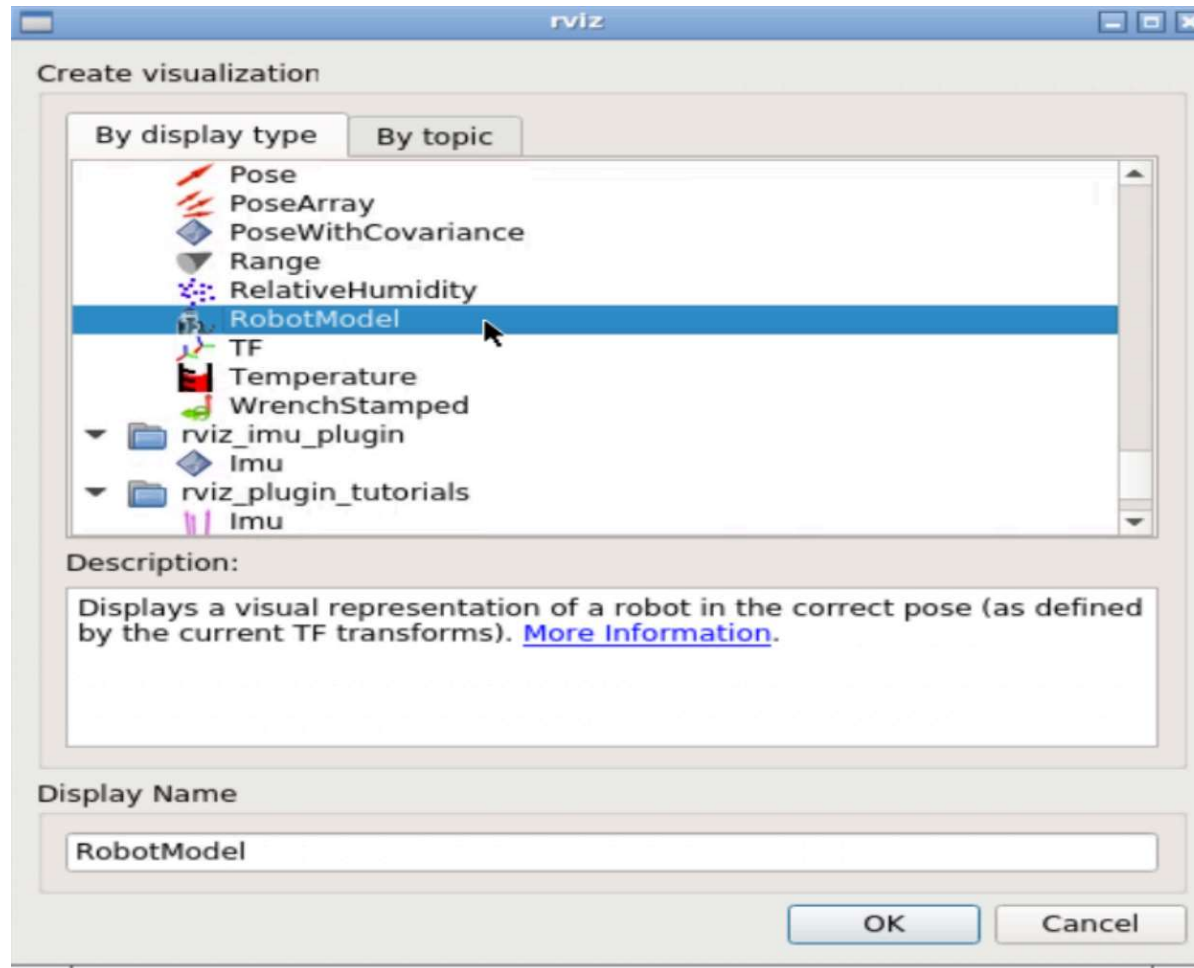 rviz
Create visualization
By display type
By topic
Pose
PoseArray
PoseWithCovariance
Range
RelativeHumidity
RobotModel
TF
Temperature
WrenchStamped
rviz_imu_plugin
Imu
rviz_plugin_tutorials
Imu
Description:
Displays a visual representation of a robot in the correct pose (as defined
by the current TF transforms). More Information.
Display Name
RobotModel
OK
Cancel